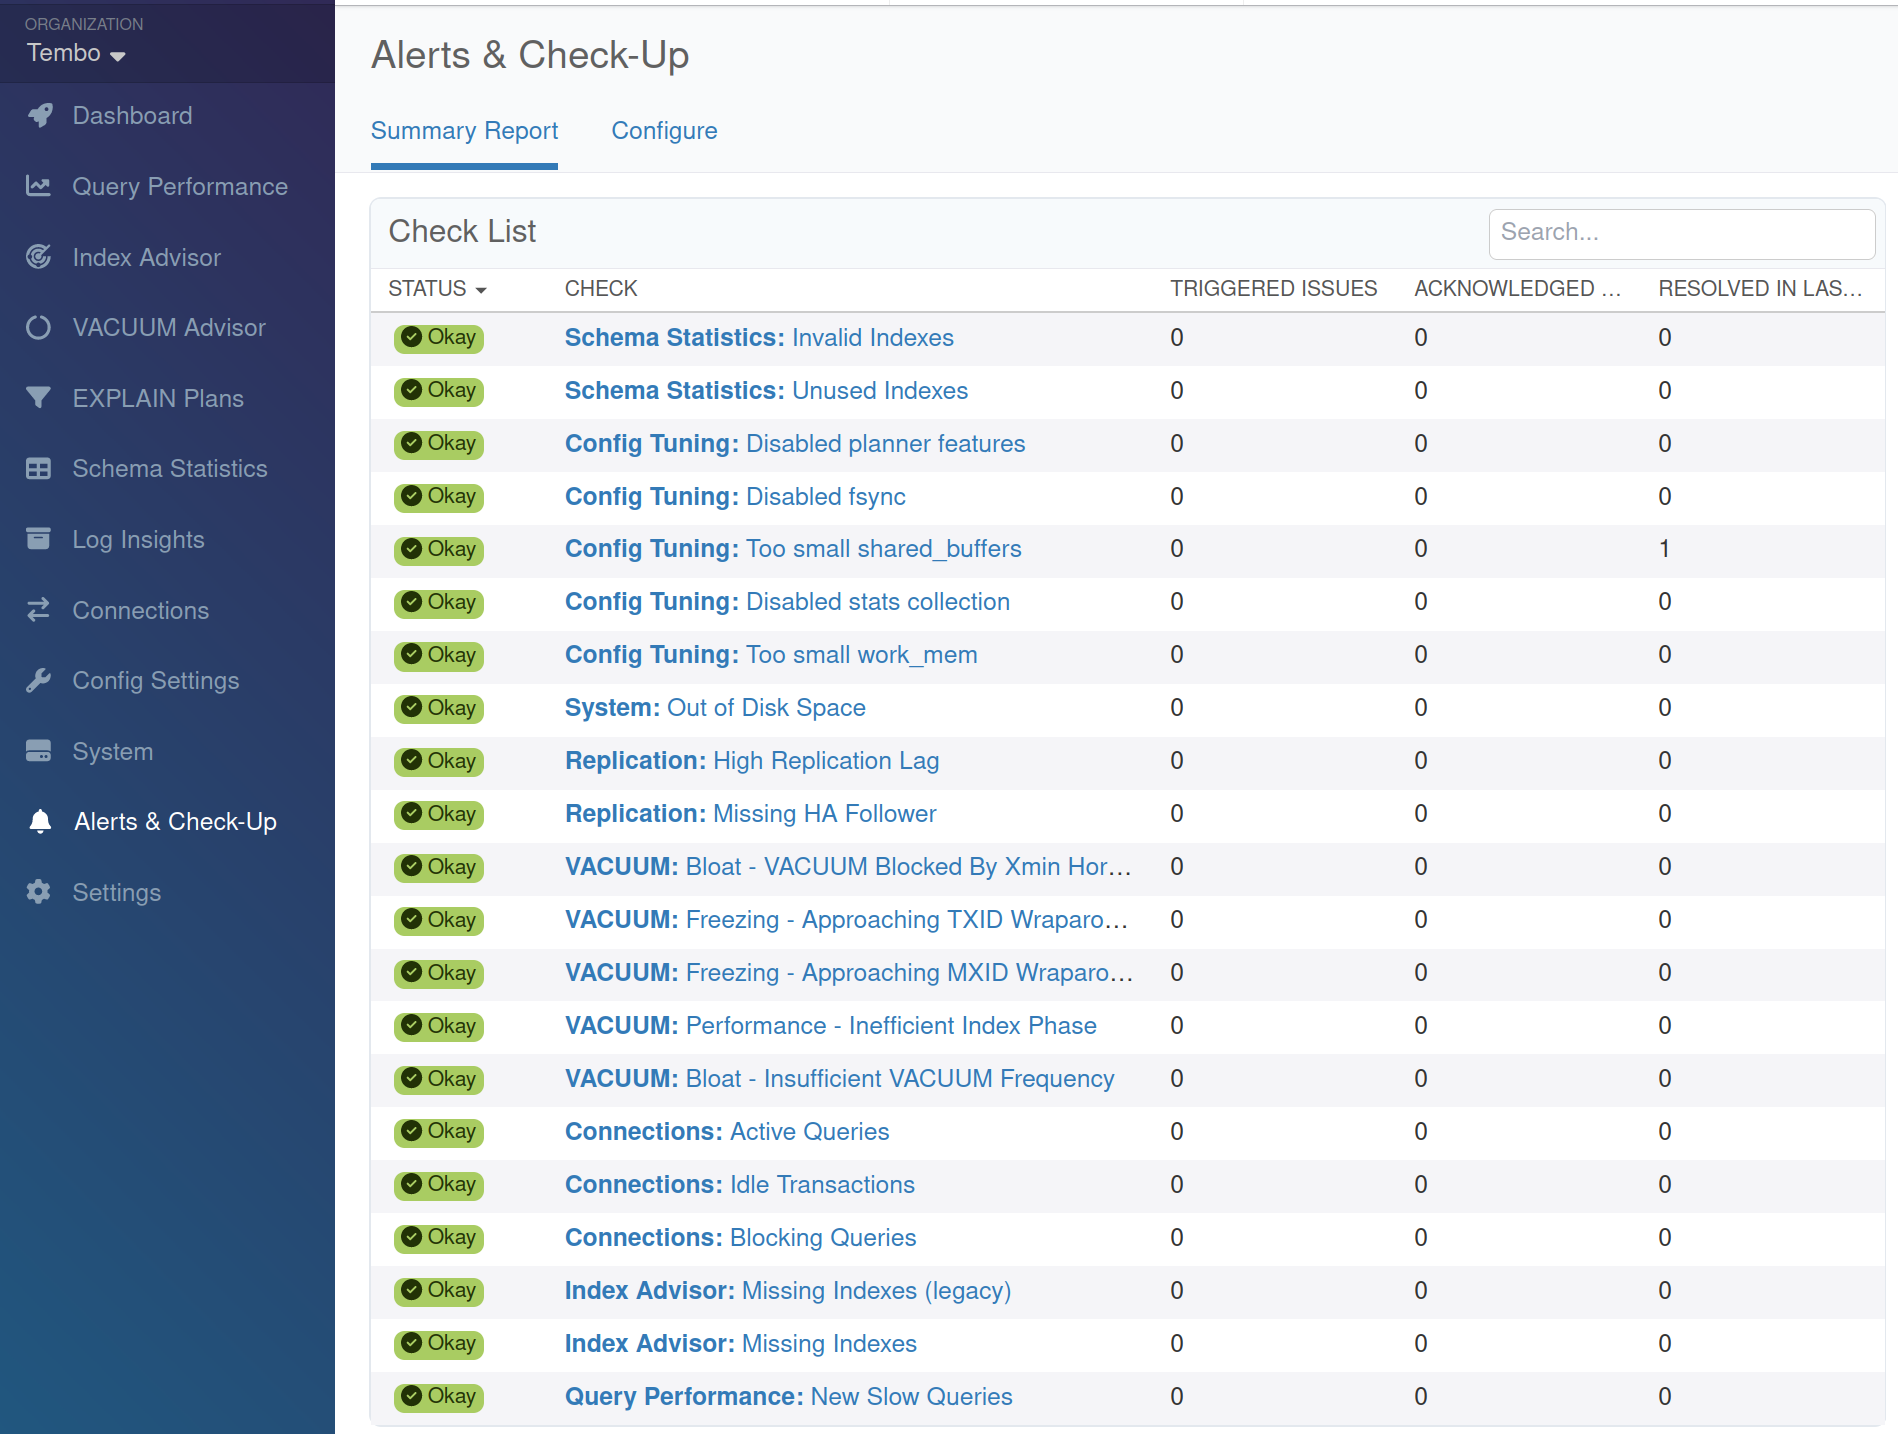 ORGANIZATION
Tembo
Dashboard
Query Performance
Index Advisor
VACUUM Advisor
EXPLAIN Plans
Schema Statistics
Log Insights
Connections
Config Settings
System
Alerts & Check-Up
Settings
Alerts & Check-Up
Summary Report Configure
Check List Search...
STATUS CHECK TRIGGERED ISSUES ACKNOWLEDGED ... RESOLVED IN LAS...
Okay Schema Statistics: Invalid Indexes 0 0 0
Okay Schema Statistics: Unused Indexes 0 0 0
Okay Config Tuning: Disabled planner features 0 0 0
Okay Config Tuning: Disabled fsync 0 0 0
Okay Config Tuning: Too small shared_buffers 0 0 1
Okay Config Tuning: Disabled stats collection 0 0 0
Okay Config Tuning: Too small work_mem 0 0 0
Okay System: Out of Disk Space 0 0 0
Okay Replication: High Replication Lag 0 0 0
Okay Replication: Missing HA Follower 0 0 0
Okay VACUUM: Bloat - VACUUM Blocked By Xmin Hor... 0 0 0
Okay VACUUM: Freezing - Approaching TXID Wraparo... 0 0 0
Okay VACUUM: Freezing - Approaching MXID Wraparo... 0 0 0
Okay VACUUM: Performance - Inefficient Index Phase 0 0 0
Okay VACUUM: Bloat - Insufficient VACUUM Frequency 0 0 0
Okay Connections: Active Queries 0 0 0
Okay Connections: Idle Transactions 0 0 0
Okay Connections: Blocking Queries 0 0 0
Okay Index Advisor: Missing Indexes (legacy) 0 0 0
Okay Index Advisor: Missing Indexes 0 0 0
Okay Query Performance: New Slow Queries 0 0 0